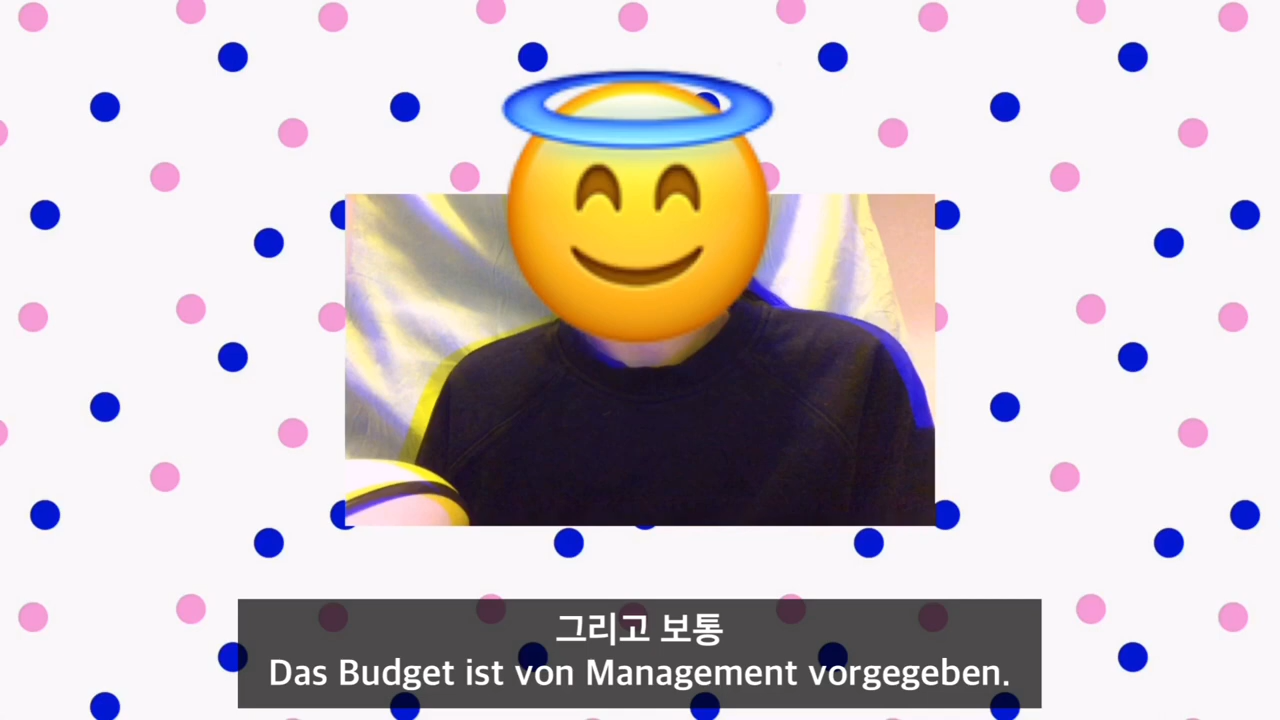 그리고 보통
Das Budget ist von Management vorgegeben.